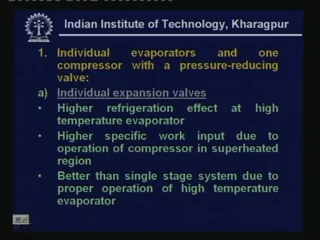 Indian Institute of Technology, Kharagpur
1. Individual evaporators and one
compressor with a pressure-reducing
valve:
a) Individual expansion valves
• Higher refrigeration effect at high
temperature evaporator
• Higher specific work input due to
operation of compressor in superheated
region
• Better than single stage system due to
proper operation of high temperature
evaporator